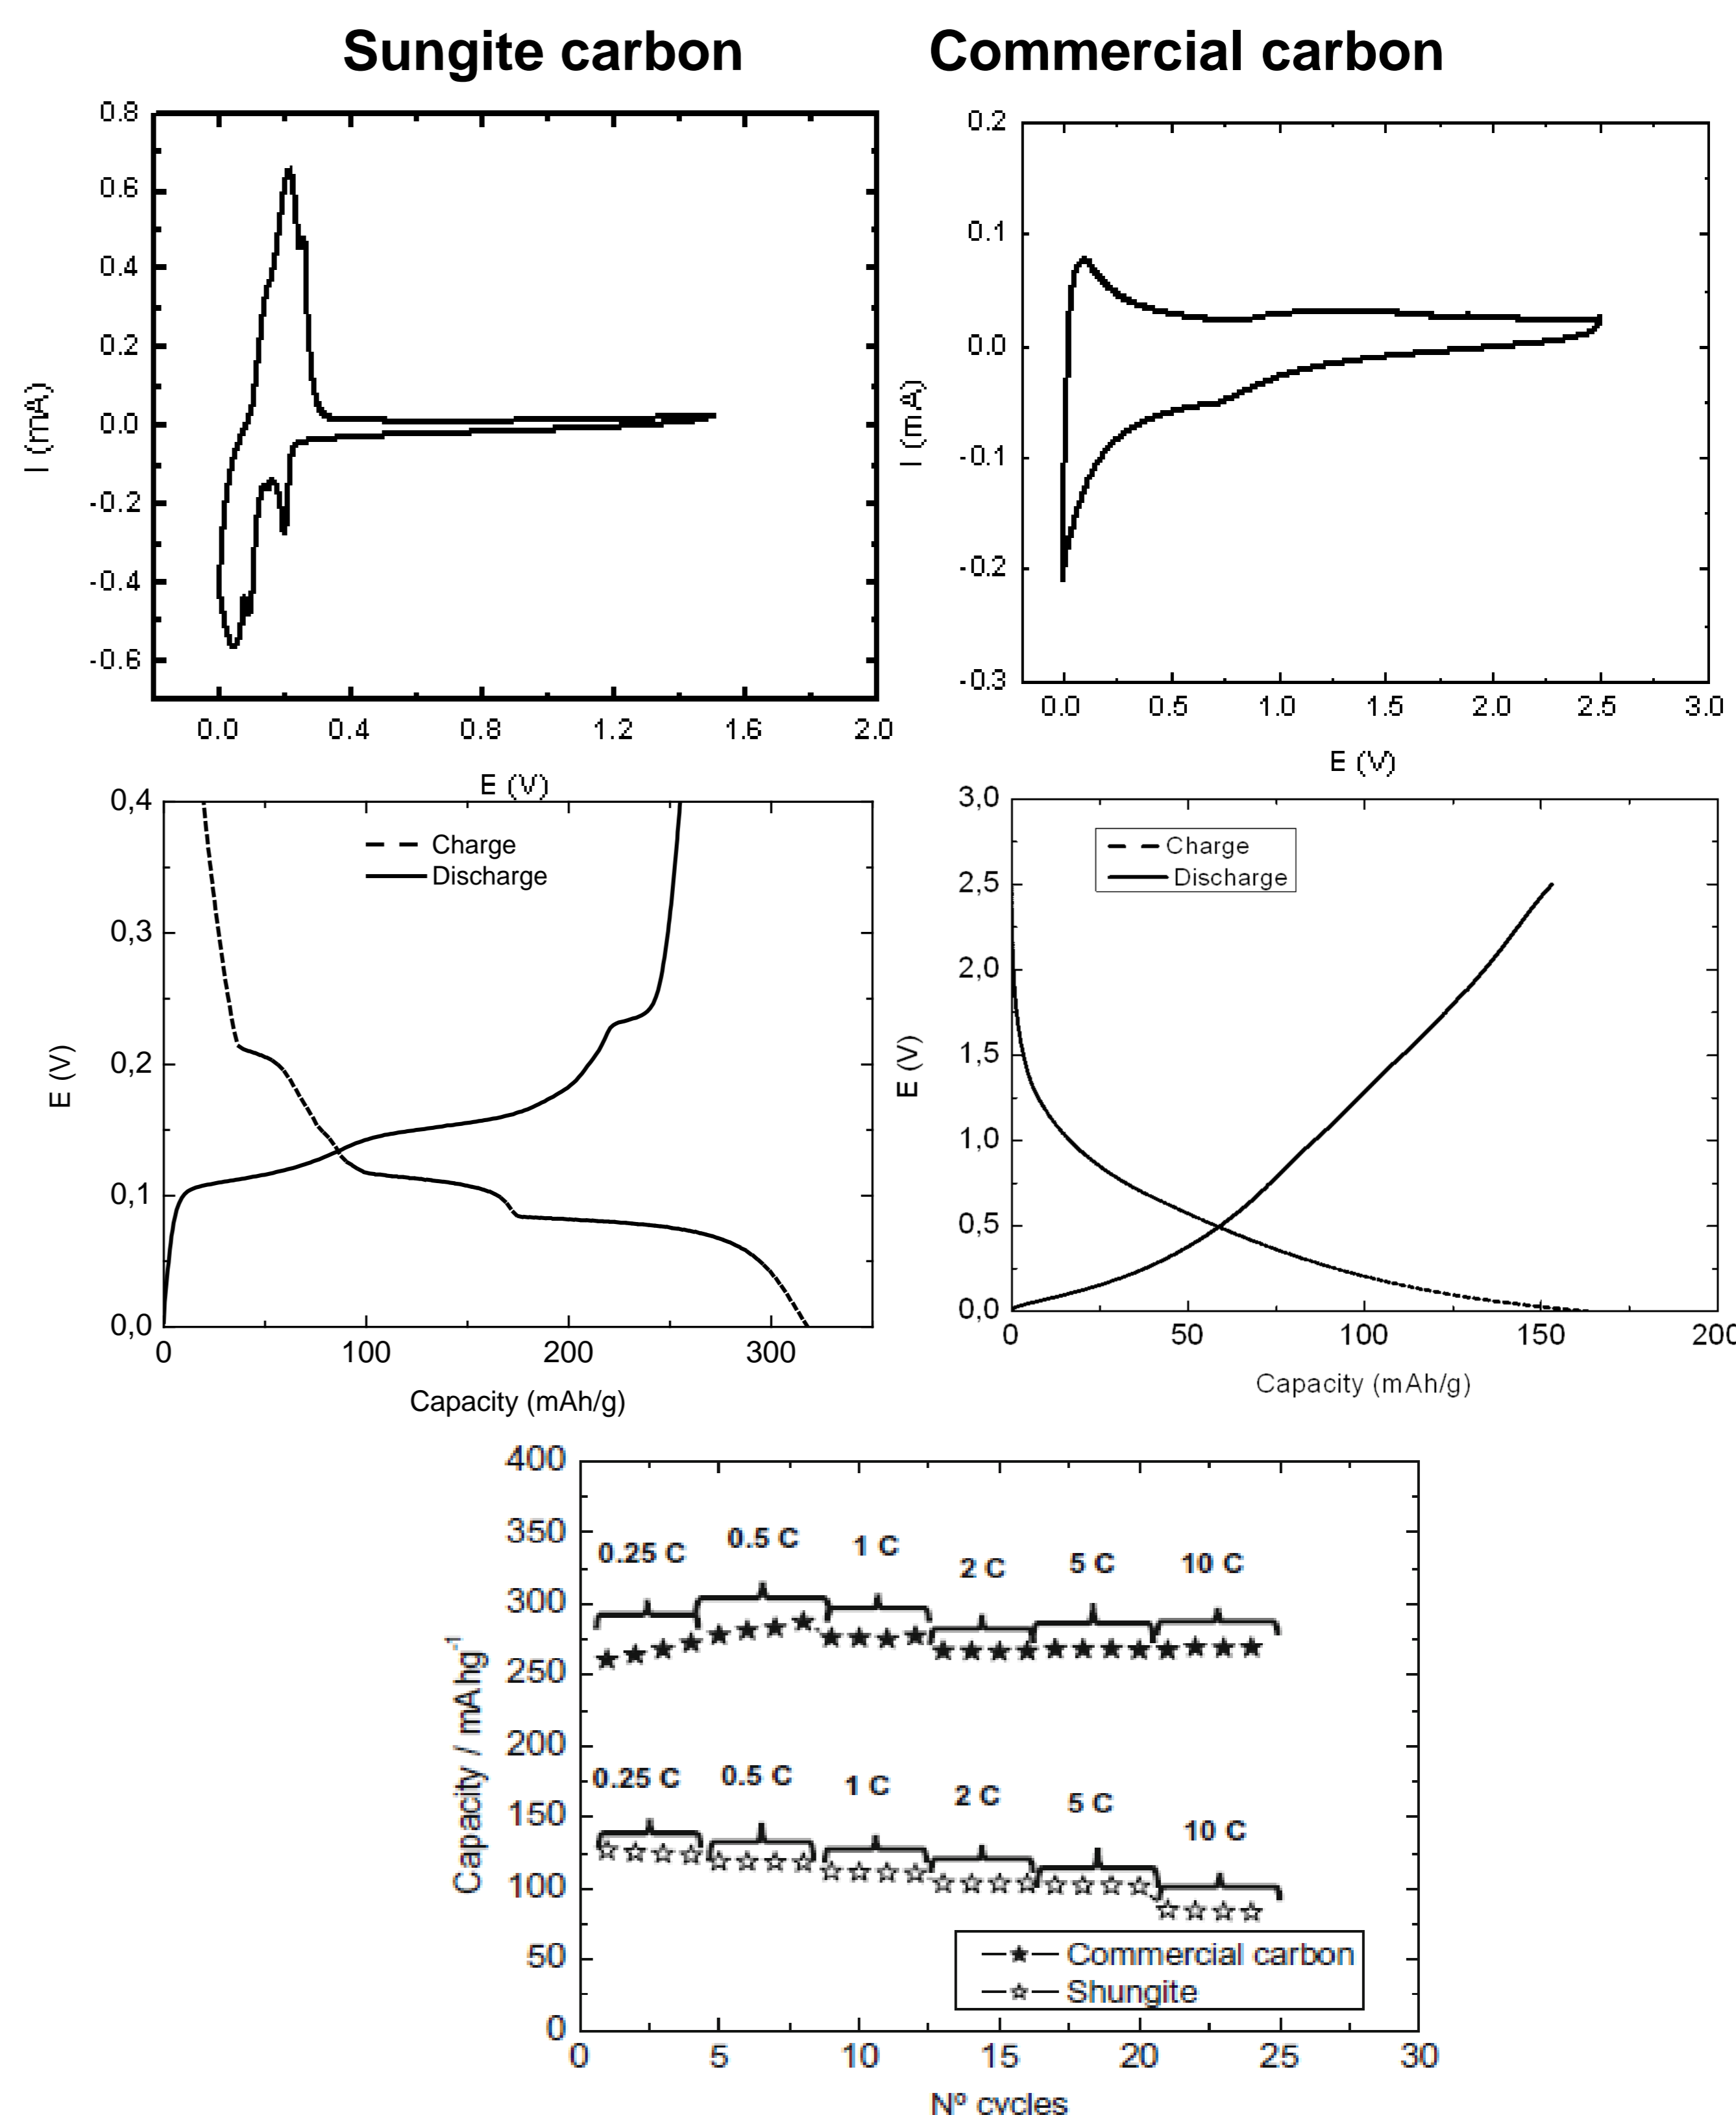 Sungite carbon
Commercial carbon
0.8
0.6
0.4
0.2
0.0
-0.2
-0.4
-0.6
I (mA)
0.0 0.4 0.8 1.2 1.6 2.0
E (V)
0.2
0.1
0.0
-0.1
-0.2
-0.3
I (mA)
0.0 0.5 1.0 1.5 2.0 2.5 3.0
E (V)
0,4
0,3
0,2
0,1
0,0
E (V)
Charge
Discharge
0 100 200 300
Capacity (mAh/g)
3,0
2,5
2,0
1,5
1,0
0,5
0,0
E (V)
Charge
Discharge
0 50 100 150 200
Capacity (mAh/g)
400
350
300
250
200
150
100
50
0
Capacity / mAhg-1
0.25 C 0.5 C 1 C 2 C 5 C 10 C
0.25 C 0.5 C 1 C 2 C 5 C 10 C
Commercial carbon
Shungite
0 5 10 15 20 25 30
Nº cycles